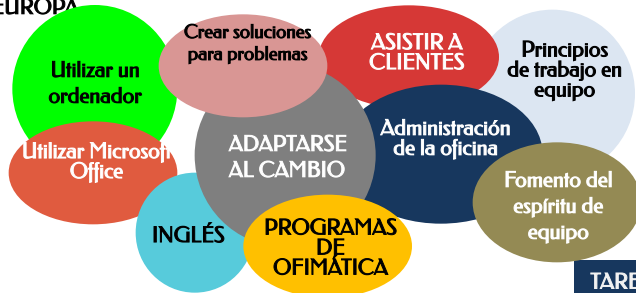 EUROPA
Crear soluciones
para problemas
ASISTIR A
CLIENTES
Principios
de trabajo en
equipo
Utilizar un
ordenador
Administración
de la oficina
ADAPTARSE
AL CAMBIO
Utilizar Microsoft
Office
Fomento del
espíritu de
equipo
INGLÉS
PROGRAMAS
DE
OFIMÁTICA
TARE